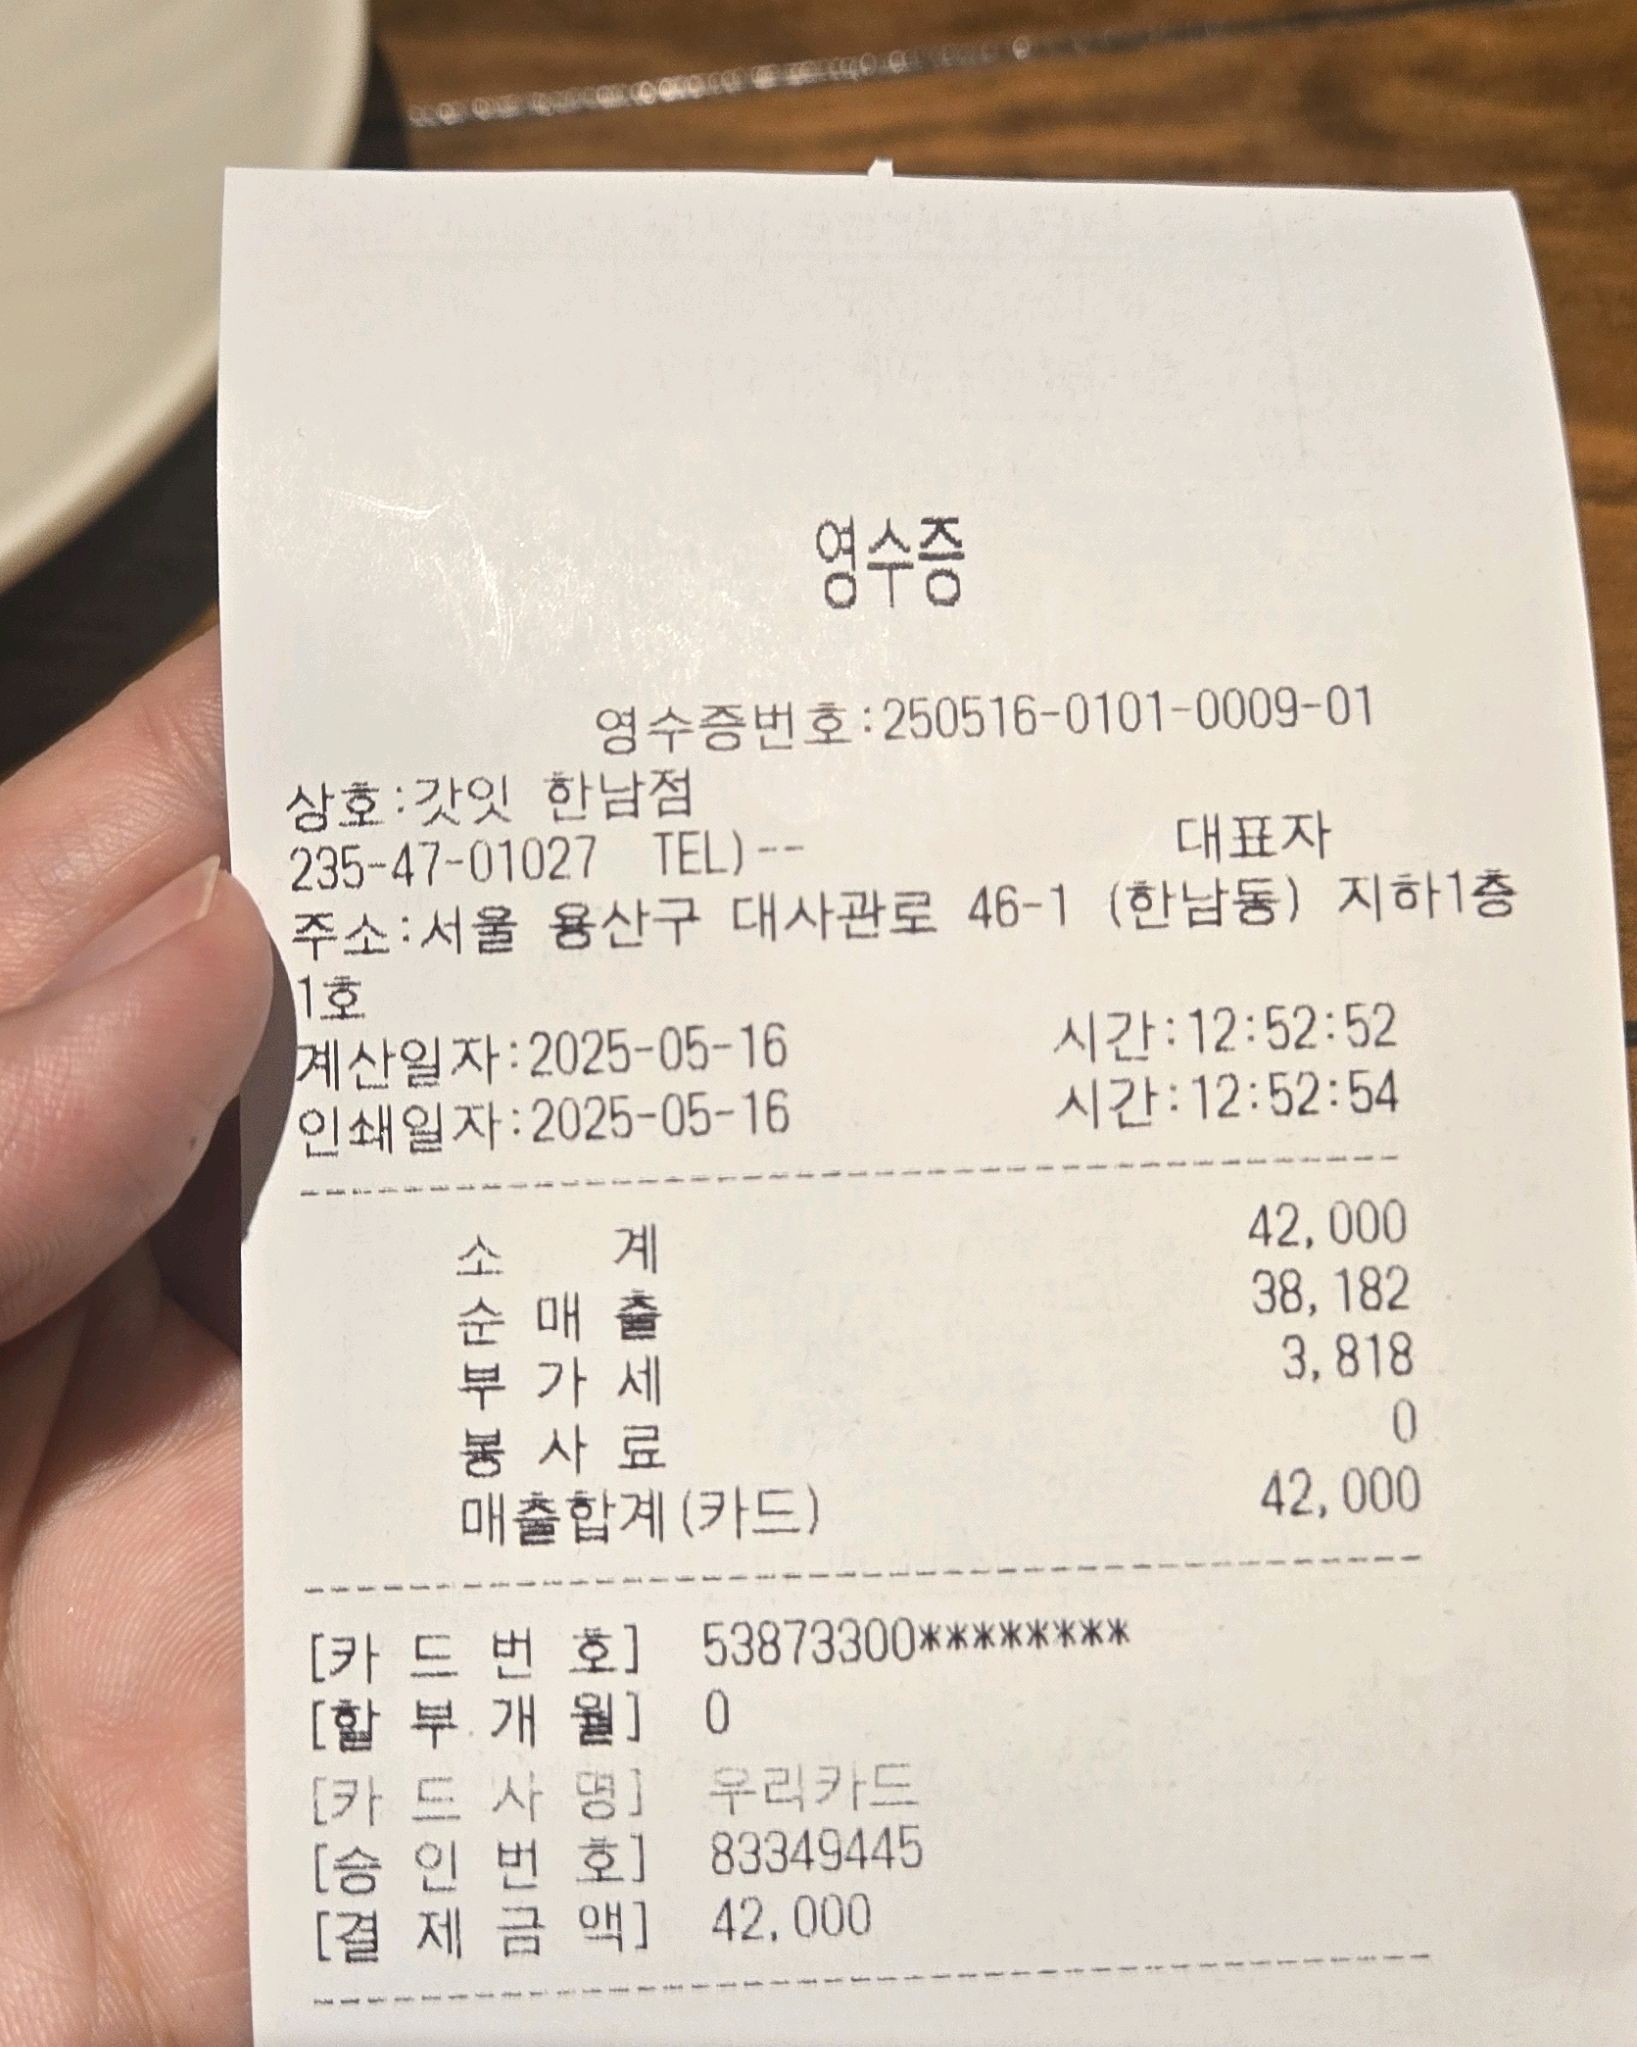 영수증
영수증번호:250516-0101-0009-01
상호:갓잇 한남점
235-47-01027 TEL)-- 대표자
주소:서울 용산구 대사관로 46-1 (한남동) 지하1층
1호
계산일자:2025-05-16 시간:12:52:52
인쇄일자:2025-05-16 시간:12:52:54
소 계 42,000
순 매 출 38,182
부 가 세 3,818
봉 사 료 0
매출합계(카드) 42,000
[카 드 번 호] 53873300********
[할 부 개 월] 0
[카 드 사 명] 우리카드
[승 인 번 호] 83349445
[결 제 금 액] 42,000